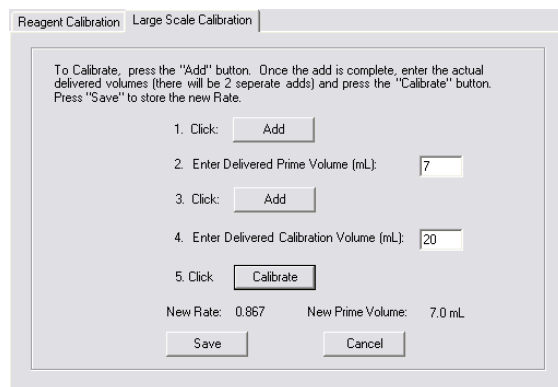 Reagent Calibration Large Scale Calibration
To Calibrate, press the "Add" button. Once the add is complete, enter the actual
delivered volumes (there will be 2 seperate adds) and press the "Calibrate" button.
Press "Save" to store the new Rate.
1. Click: Add
2. Enter Delivered Prime Volume (mL): 7
3. Click: Add
4. Enter Delivered Calibration Volume (mL): 20
5. Click Calibrate
New Rate: 0.867 New Prime Volume: 7.0 mL
Save Cancel